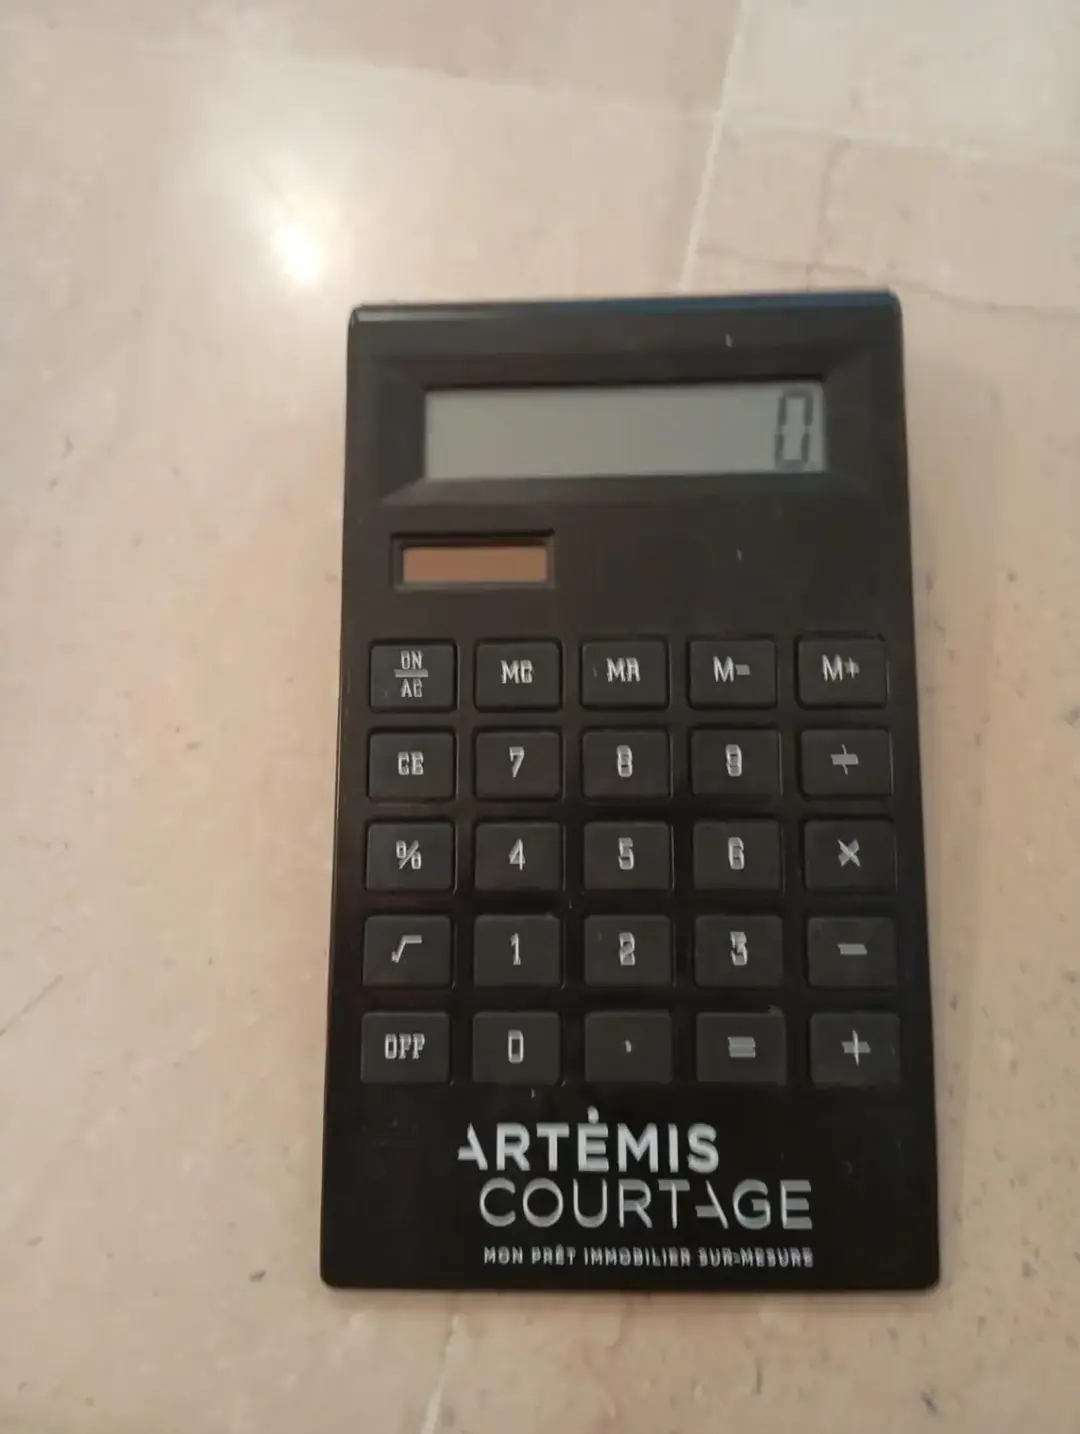 0
ON
AC MC MR M- M+
CE 7 8 9 ÷
% 4 5 6 ×
√ 1 2 3 -
OFF 0 . = +
ARTÉMIS
COURTAGE
MON PRÊT IMMOBILIER SUR-MESURE